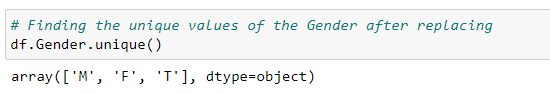 # Finding the unique values of the Gender after replacing
df.Gender.unique()
array(['M', 'F', 'T'], dtype=object)